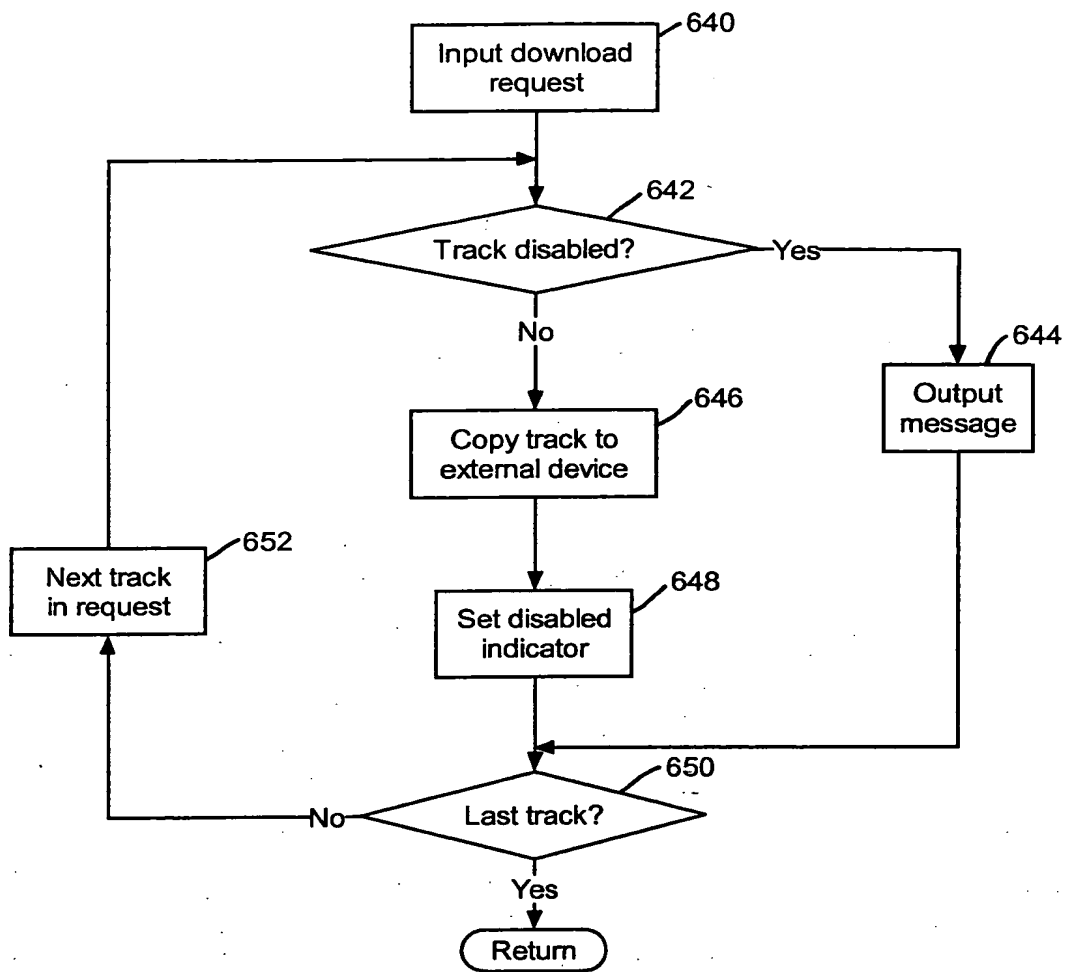 640
Input download
request
642
Track disabled?
Yes
No
644
Output
message
646
Copy track to
external device
652
Next track
in request
648
Set disabled
indicator
650
Last track?
No
Yes
Return